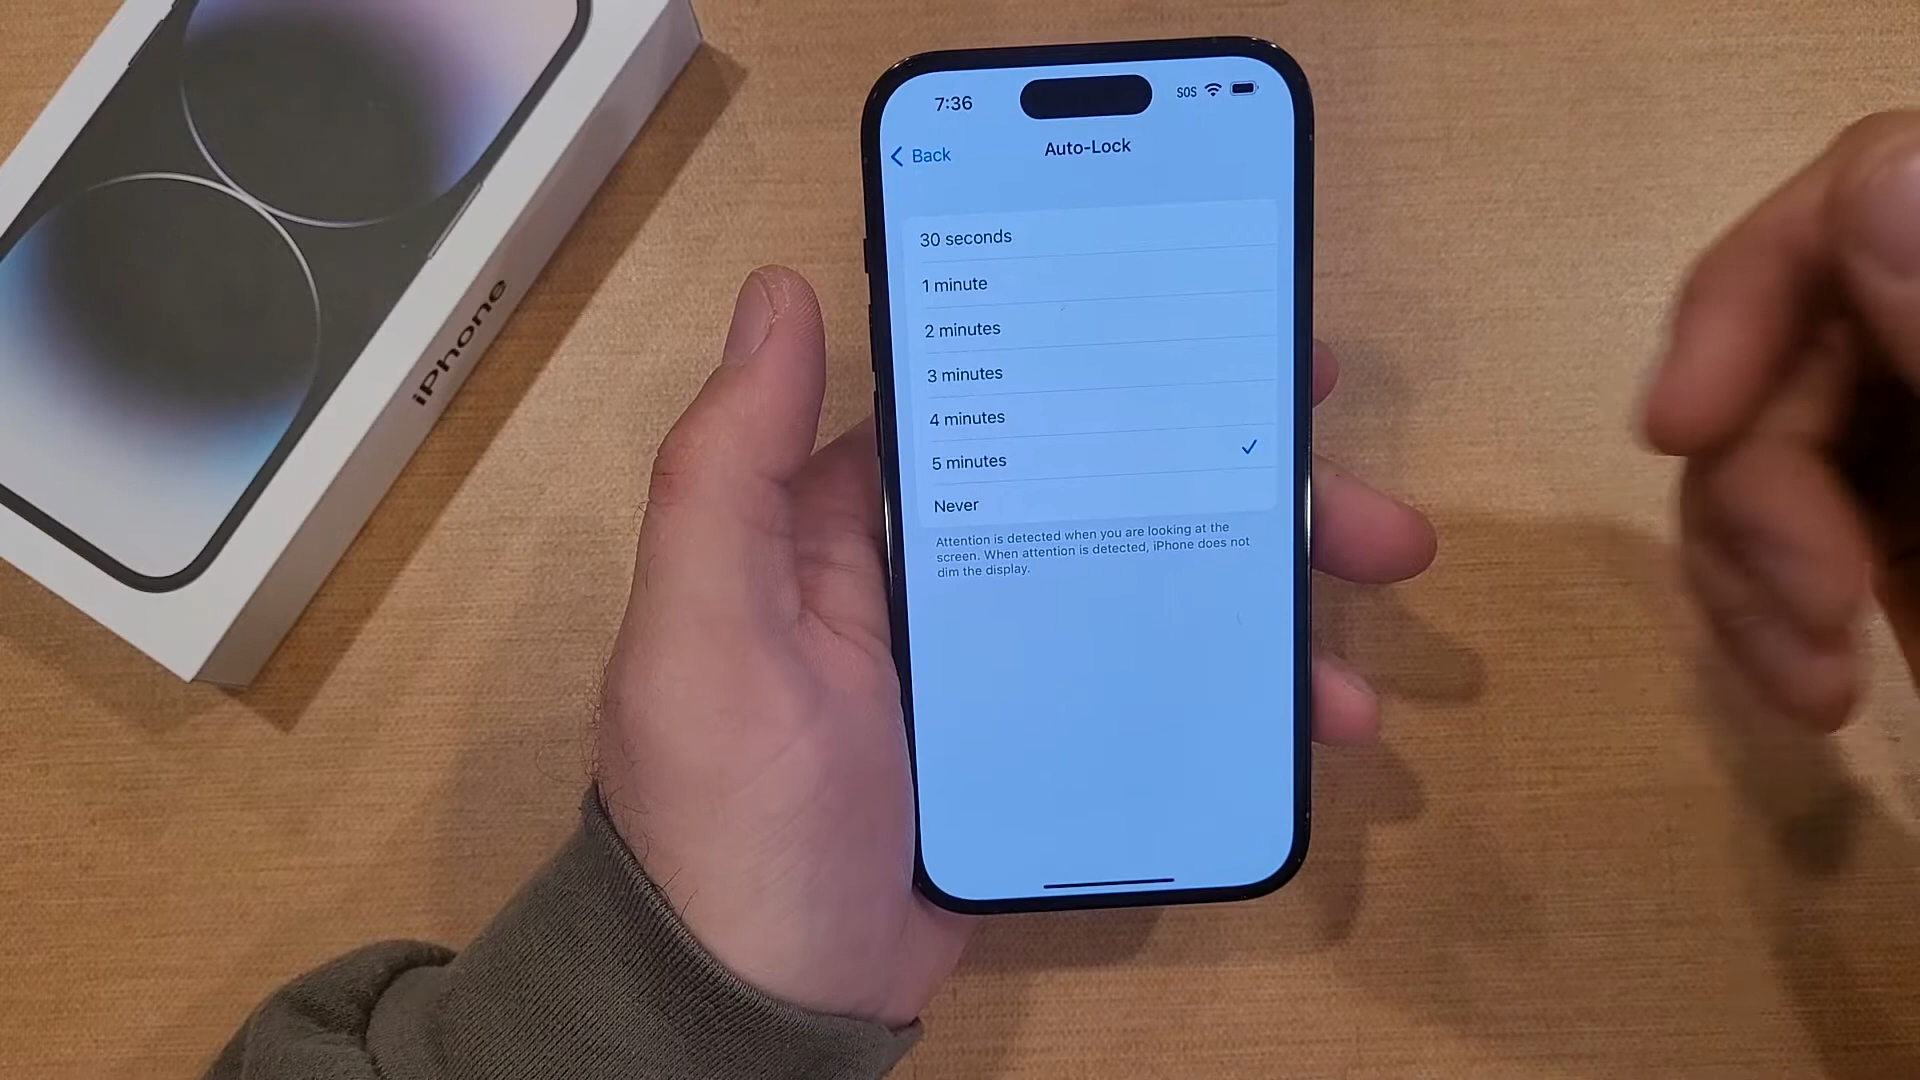 iPhone
7:36
SOS
Back
Auto-Lock
30 seconds
1 minute
2 minutes
3 minutes
4 minutes
5 minutes
Never
Attention is detected when you are looking at the
screen. When attention is detected, iPhone does not
dim the display.